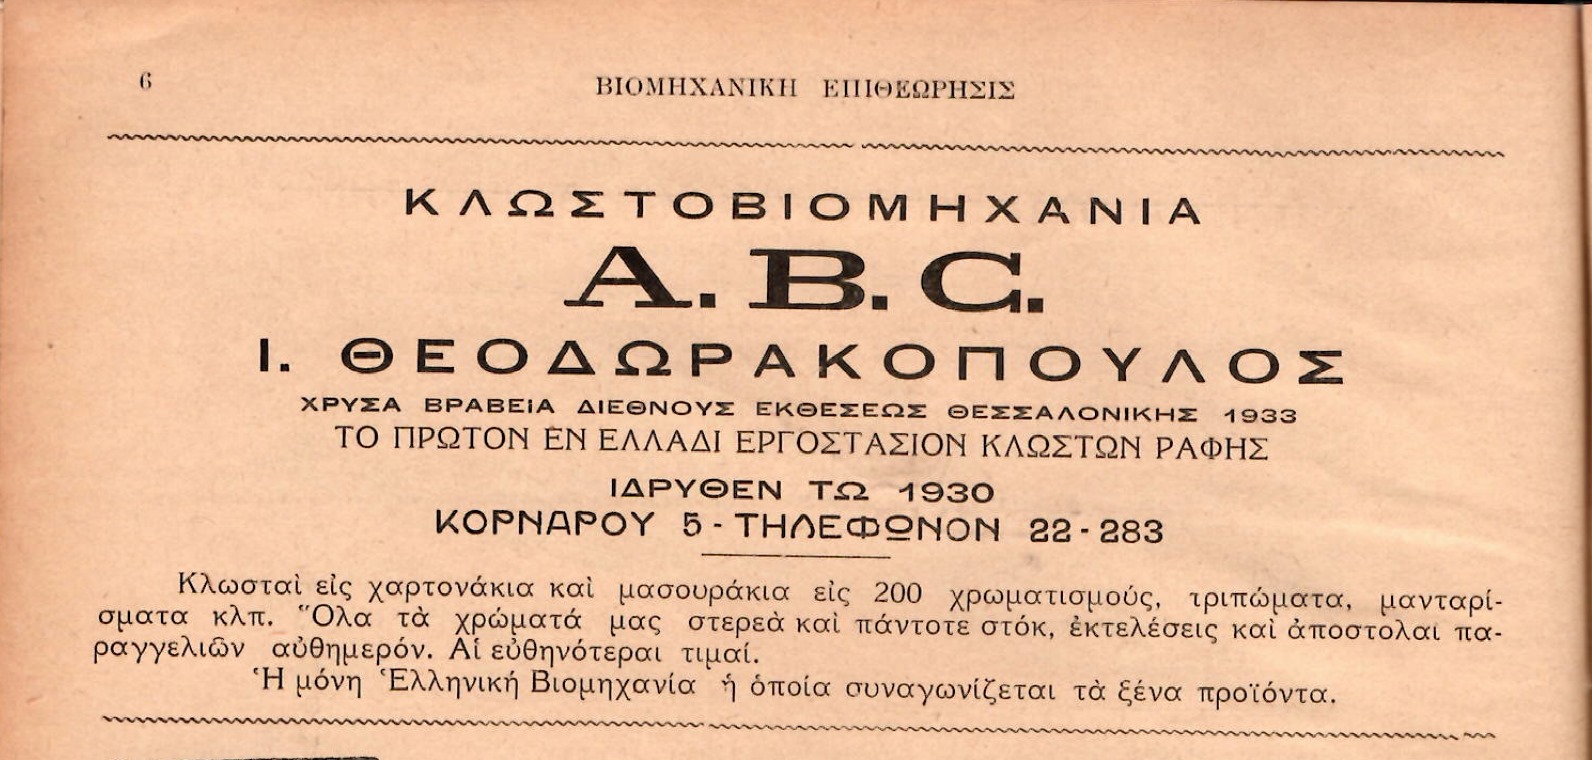 6
ΒΙΟΜΗΧΑΝΙΚΗ ΕΠΙΘΕΩΡΗΣΙΣ
ΚΛΩΣΤΟΒΙΟΜΗΧΑΝΙΑ
A. B. C.
Ι. ΘΕΟΔΩΡΑΚΟΠΟΥΛΟΣ
ΧΡΥΣΑ ΒΡΑΒΕΙΑ ΔΙΕΘΝΟΥΣ ΕΚΘΕΣΕΩΣ ΘΕΣΣΑΛΟΝΙΚΗΣ 1933
ΤΟ ΠΡΩΤΟΝ ΕΝ ΕΛΛΑΔΙ ΕΡΓΟΣΤΑΣΙΟΝ ΚΛΩΣΤΩΝ ΡΑΦΗΣ
ΙΔΡΥΘΕΝ ΤΩ 1930
ΚΟΡΝΑΡΟΥ 5 - ΤΗΛΕΦΩΝΟΝ 22-283
Κλωσταὶ εἰς χαρτονάκια καὶ μασουράκια εἰς 200 χρωματισμούς, τριπώματα, μανταρί-
σματα κλπ. Ὅλα τὰ χρώματά μας στερεὰ καὶ πάντοτε στόκ, ἐκτελέσεις καὶ ἀποστολαι πα-
ραγγελιῶν αὐθημερόν. Αἱ εὐθηνότεραι τιμαί.
Ἡ μόνη Ἑλληνική Βιομηχανία ἡ ὁποία συναγωνίζεται τὰ ξένα προϊόντα.